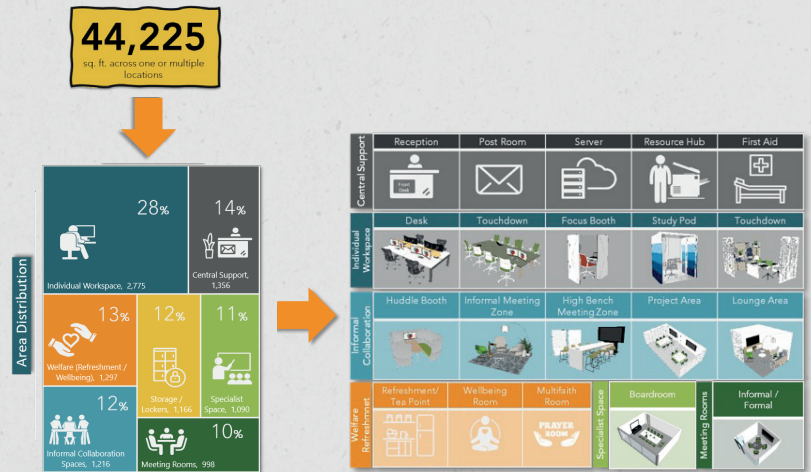 44,225
sq. ft. across one or multiple
locations
Area Distribution
28%
Individual Workspace, 2,775
14%
Central Support,
1,356
13%
Welfare (Refreshment /
Wellbeing), 1,297
12%
Storage /
Lockers, 1,166
11%
Specialist
Space, 1,090
12%
Informal Collaboration
Spaces, 1,216
10%
Meeting Rooms, 998
Central Support
Reception
Post Room
Server
Resource Hub
First Aid
Front
Desk
Individual
Workspace
Desk
Touchdown
Focus Booth
Study Pod
Touchdown
Informal
Collaboration
Huddle Booth
Informal Meeting
Zone
High Bench
Meeting Zone
Project Area
Lounge Area
Welfare
Refreshmnet
Refreshment/
Tea Point
Wellbeing
Room
Multifaith
Room
PRAYER
ROOM
Specialist Space
Boardroom
Meeting Rooms
Informal /
Formal